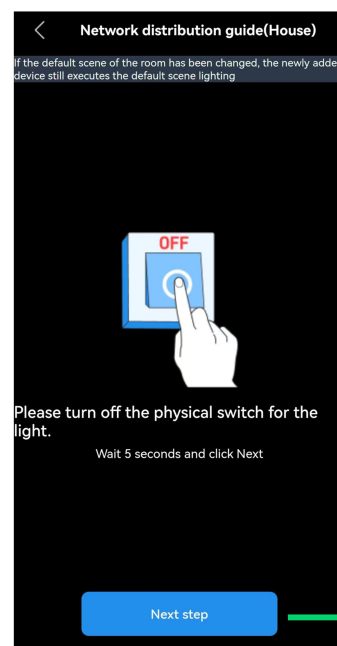 Network distribution guide(House)
If the default scene of the room has been changed, the newly adde
device still executes the default scene lighting
OFF
Please turn off the physical switch for the
light.
Wait 5 seconds and click Next
Next step